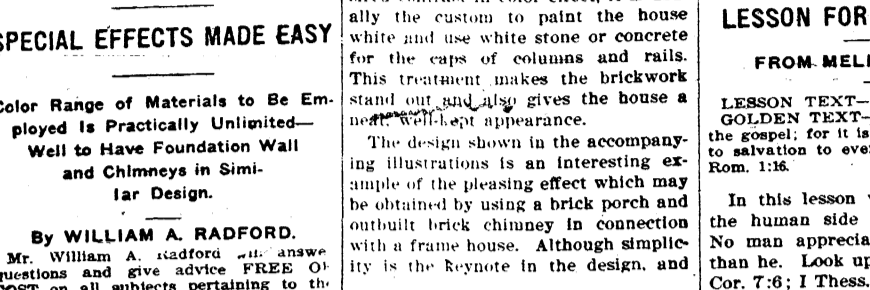 SPECIAL EFFECTS MADE EASY
Color Range of Materials to Be Em-
ployed Is Practically Unlimited—
Well to Have Foundation Wall
and Chimneys in Simi-
lar Design.
By WILLIAM A. RADFORD.
Mr. William A. Radford will answe
questions and give advice FREE OF
COST on all subjects pertaining to the
ally the custom to paint the house
white and use white stone or concrete
for the caps of columns and rails.
This treatment makes the brickwork
stand out and also gives the house a
neat, well-kept appearance.
The design shown in the accompany-
ing illustrations is an interesting ex-
ample of the pleasing effect which may
be obtained by using a brick porch and
outbuilt brick chimney in connection
with a frame house. Although simplic-
ity is the keynote in the design, and
LESSON FOR
FROM MEL
LESSON TEXT—
GOLDEN TEXT—
the gospel; for it is
to salvation to eve
Rom. 1:16.
In this lesson
the human side
No man apprecia
than he. Look up
Cor. 7:6; I Thess.